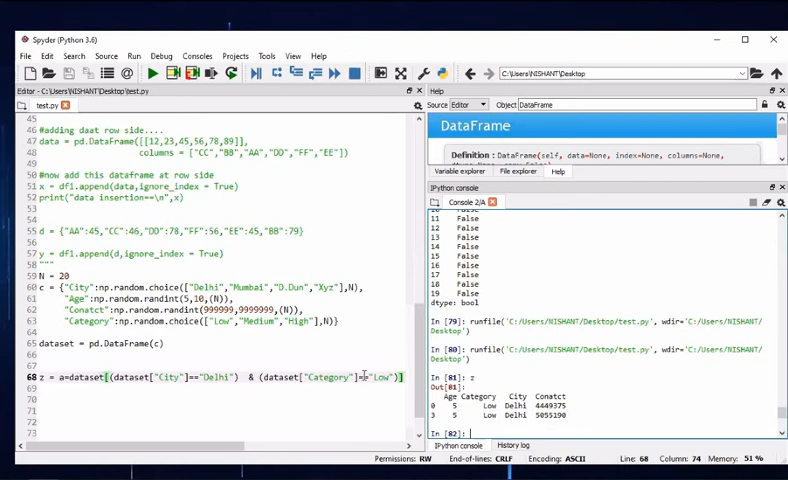 Spyder (Python 3.6)
File Edit Search Source Run Debug Consoles Projects Tools View Help
C:\Users\NISHANT\Desktop
Editor - C:\Users\NISHANT\Desktop\test.py
test.py
45
46 #adding daat row side....
47 data = pd.DataFrame([[12,23,45,56,78,89]],
48 columns = ["CC","BB","AA","DD","FF","EE"])
49
50 #now add this dataframe at row side
51 x = df1.append(data,ignore_index = True)
52 print("data insertion==\n",x)
53
54
55 d = {"AA":45,"CC":46,"DD":78,"FF":56,"EE":45,"BB":79}
56
57 y = df1.append(d,ignore_index = True)
58 """
59 N = 20
60 c = {"City":np.random.choice(["Delhi","Mumbai","D.Dun","Xyz"],N),
61 "Age":np.random.randint(5,10,(N)),
62 "Conatct":np.random.randint(999999,9999999,(N)),
63 "Category":np.random.choice(["Low","Medium","High"],N)}
64
65 dataset = pd.DataFrame(c)
66
67
68 z = a=dataset[(dataset["City"]=="Delhi") & (dataset["Category"]=="Low")]
69
70
71
72
73
Help
Source Editor Object DataFrame
DataFrame
Definition : DataFrame(self, data=None, index=None, columns=None,
Variable explorer File explorer Help
IPython console
Console 2/A
10 False
11 False
12 False
13 False
14 False
15 False
16 False
17 False
18 False
19 False
dtype: bool
In [79]: runfile('C:/Users/NISHANT/Desktop/test.py', wdir='C:/Users/NISHANT/
Desktop')
In [80]: runfile('C:/Users/NISHANT/Desktop/test.py', wdir='C:/Users/NISHANT/
Desktop')
In [81]: z
Out[81]:
Age Category City Conatct
0 5 Low Delhi 4449375
3 5 Low Delhi 5055190
In [82]:
IPython console History log
Permissions: RW End-of-lines: CRLF Encoding: ASCII Line: 68 Column: 74 Memory: 51 %